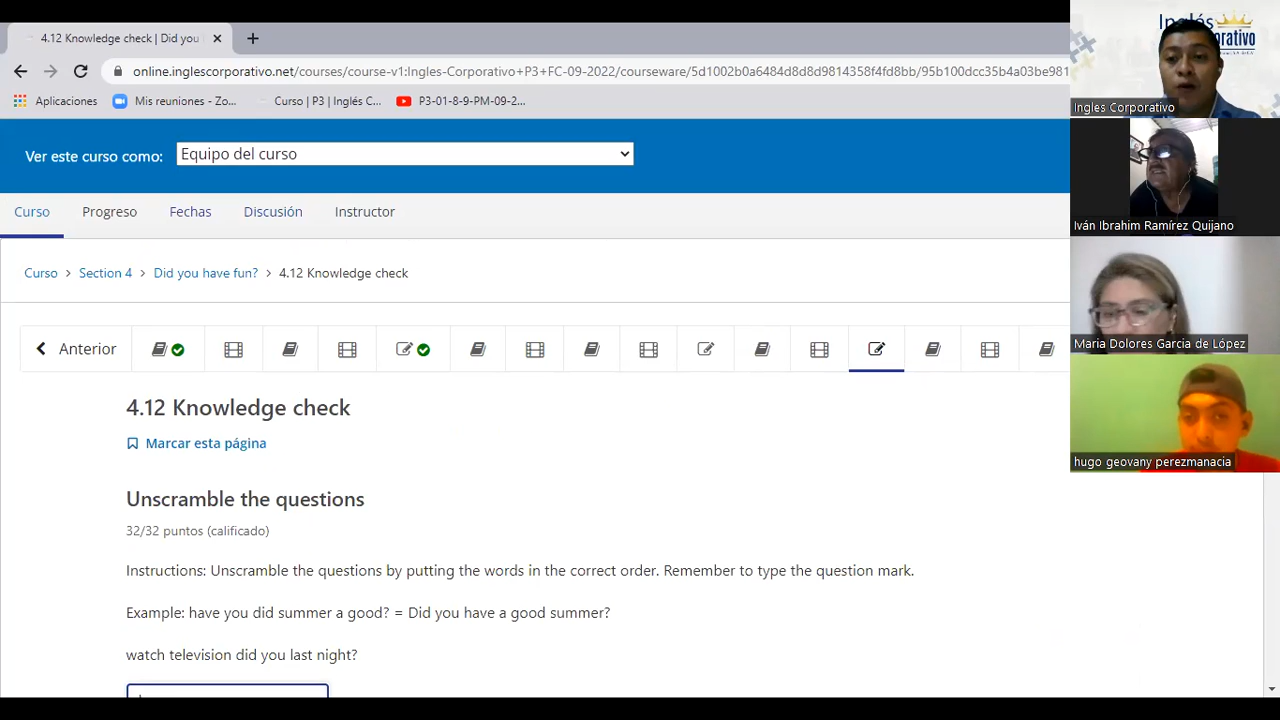 4.12 Knowledge check | Did you
online.inglescorporativo.net/courses/course-v1:Ingles-Corporativo+P3+FC-09-2022/courseware/5d1002b0a6484d8d8d9814358f4fd8bb/95b100dcc35b4a03be981
Aplicaciones
Mis reuniones - Zo...
Curso | P3 | Inglés C...
P3-01-8-9-PM-09-2...
Ver este curso como:
Equipo del curso
Curso
Progreso
Fechas
Discusión
Instructor
Curso > Section 4 > Did you have fun? > 4.12 Knowledge check
Anterior
4.12 Knowledge check
Marcar esta página
Unscramble the questions
32/32 puntos (calificado)
Instructions: Unscramble the questions by putting the words in the correct order. Remember to type the question mark.
Example: have you did summer a good? = Did you have a good summer?
watch television did you last night?
Inglés
Ingles Corporativo
Iván Ibrahim Ramírez Quijano
Maria Dolores Garcia de López
hugo geovany perezmanacia